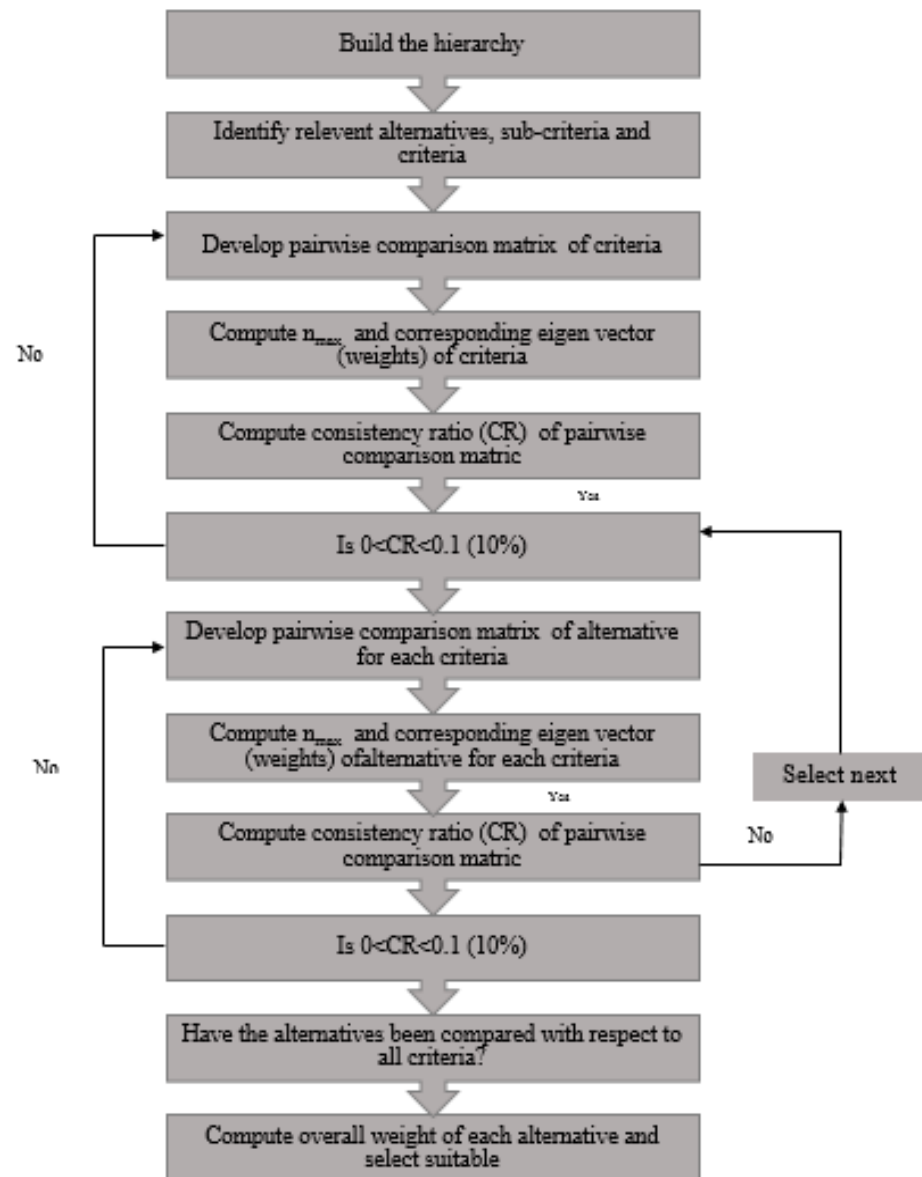 Build the hierarchy
Identify relevent alternatives, sub-criteria and
criteria
Develop pairwise comparison matrix of criteria
No
Compute nmax and corresponding eigen vector
(weights) of criteria
Compute consistency ratio (CR) of pairwise
comparison matric
Yes
Is 0<CR<0.1 (10%)
Develop pairwise comparison matrix of alternative
for each criteria
No
Compute nmax and corresponding eigen vector
(weights) ofalternative for each criteria
Select next
Yes
Compute consistency ratio (CR) of pairwise
comparison matric
No
Is 0<CR<0.1 (10%)
Have the alternatives been compared with respect to
all criteria?
Compute overall weight of each alternative and
select suitable